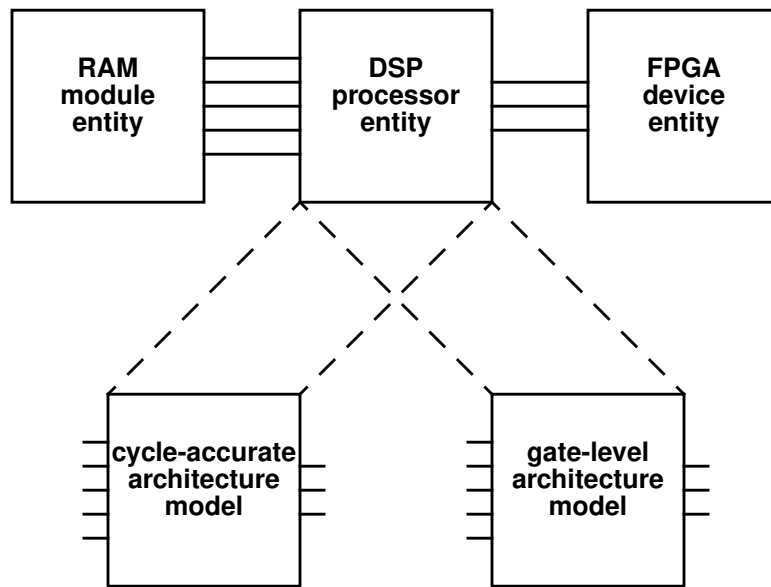 RAM
module
entity
DSP
processor
entity
FPGA
device
entity
cycle-accurate
architecture
model
gate-level
architecture
model